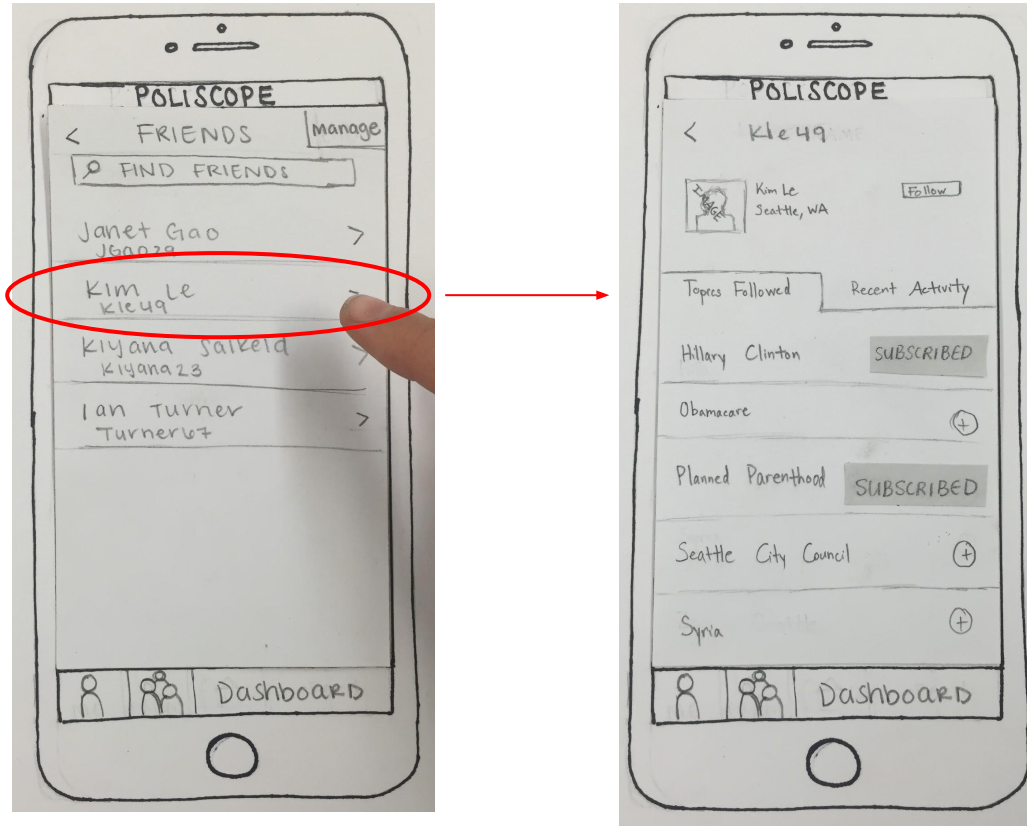 POLISCOPE
< FRIENDS Manage
FIND FRIENDS
Janet Gao >
JGao29
Kim Le >
Kle49
Kiyana Salkeld >
Kiyana23
Ian Turner >
Turner67
Dashboard
POLISCOPE
< Kle49
IMAGE
Kim Le Follow
Seattle, WA
Topics Followed Recent Activity
Hillary Clinton SUBSCRIBED
Obamacare +
Planned Parenthood SUBSCRIBED
Seattle City Council +
Syria +
Dashboard